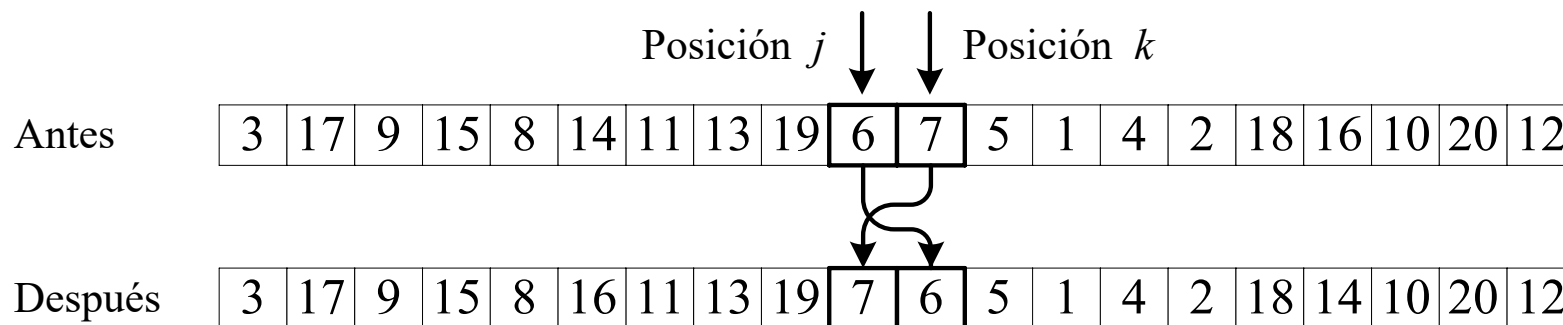 Posición j Posición k
Antes 3 17 9 15 8 14 11 13 19 6 7 5 1 4 2 18 16 10 20 12
Después 3 17 9 15 8 16 11 13 19 7 6 5 1 4 2 18 14 10 20 12